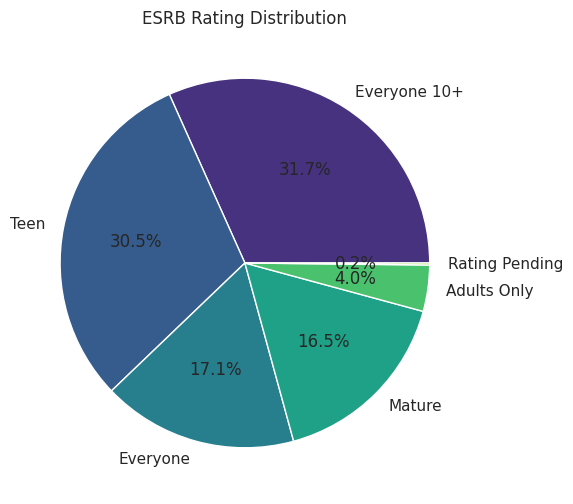 ESRB Rating Distribution
Everyone 10+
31.7%
Teen
30.5%
0.2%
Rating Pending
4.0%
Adults Only
16.5%
17.1%
Mature
Everyone